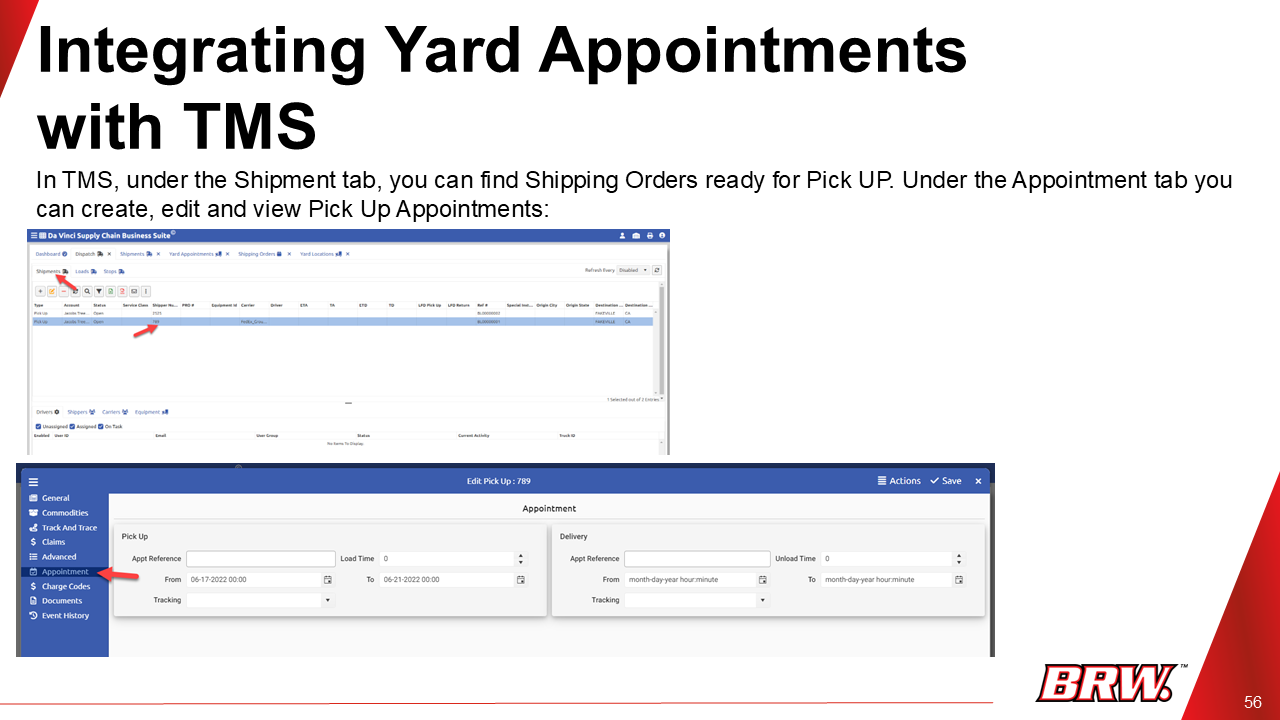 Integrating Yard Appointments
with TMS
In TMS, under the Shipment tab, you can find Shipping Orders ready for Pick UP. Under the Appointment tab you
can create, edit and view Pick Up Appointments:
Da Vinci Supply Chain Business Suite©
Dashboard Dispatch × Shipments × Yard Appointments × Shipping Orders × Yard Locations ×
Shipments Loads Stops Refresh Every Disabled
Type Account Status Service Class Shipper Nu... PRO # Equipment Id Carrier Driver ETA TA ETD TD LFD Pick Up LFD Return Ref # Special Inst... Origin City Origin State Destination ... Destination ...
Pick Up Jacobs Tree... Open 2525 BL00000002 FAKEVILLE CA
Pick Up Jacobs Tree... Open 789 FedEx_Grou... BL00000001 FAKEVILLE CA
1 Selected out of 2 Entries
Drivers Shippers Carriers Equipment
Unassigned Assigned On Task
Enabled User ID Email User Group Status Current Activity Truck ID
No Items To Display
Edit Pick Up : 789 Actions Save ×
General
Commodities
Track And Trace
Claims
Advanced
Appointment
Charge Codes
Documents
Event History
Appointment
Pick Up
Appt Reference Load Time 0
From 06-17-2022 00:00 To 06-21-2022 00:00
Tracking
Delivery
Appt Reference Unload Time 0
From month-day-year hour:minute To month-day-year hour:minute
Tracking
BRW.™
56